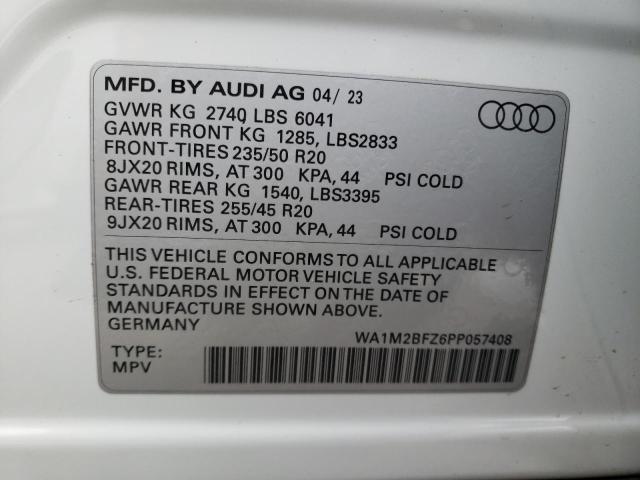 MFD. BY AUDI AG 04/ 23
GVWR KG 2740 LBS 6041
GAWR FRONT KG 1285, LBS2833
FRONT-TIRES 235/50 R20
8JX20 RIMS, AT 300 KPA, 44 PSI COLD
GAWR REAR KG 1540, LBS3395
REAR-TIRES 255/45 R20
9JX20 RIMS, AT 300 KPA, 44 PSI COLD
THIS VEHICLE CONFORMS TO ALL APPLICABLE
U.S. FEDERAL MOTOR VEHICLE SAFETY
STANDARDS IN EFFECT ON THE DATE OF
MANUFACTURE SHOWN ABOVE.
GERMANY
WA1M2BFZ6PP057408
TYPE:
MPV